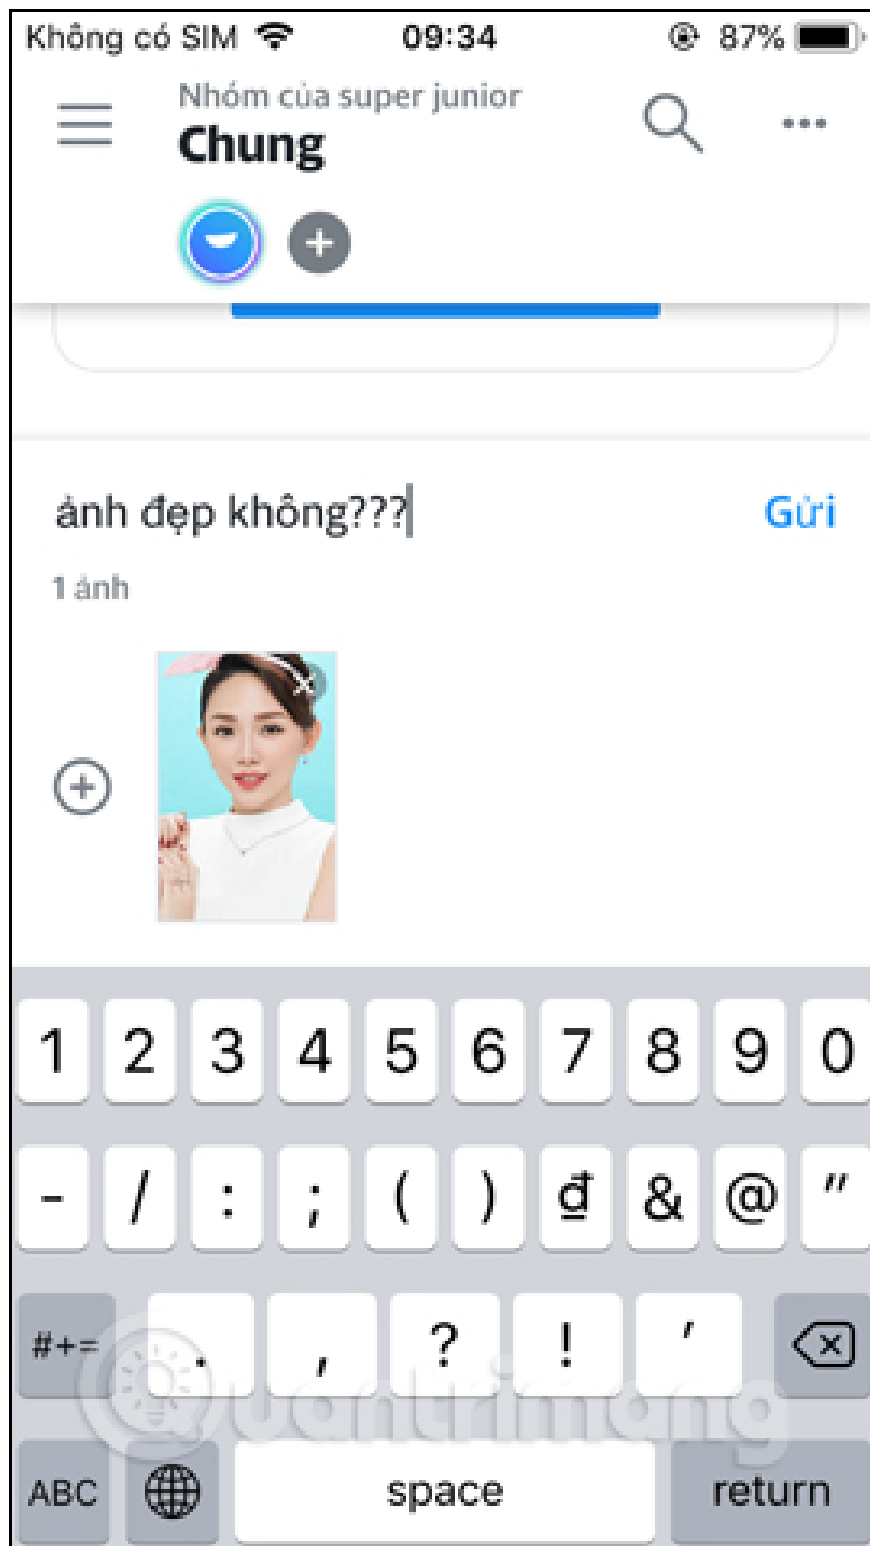 Không có SIM 09:34 87%
Nhóm của super junior
Chung
ảnh đẹp không??? Gửi
1 ảnh
1 2 3 4 5 6 7 8 9 0
- / : ; ( ) ₫ & @ "
#+= . , ? ! '
Quantrimang
ABC space return